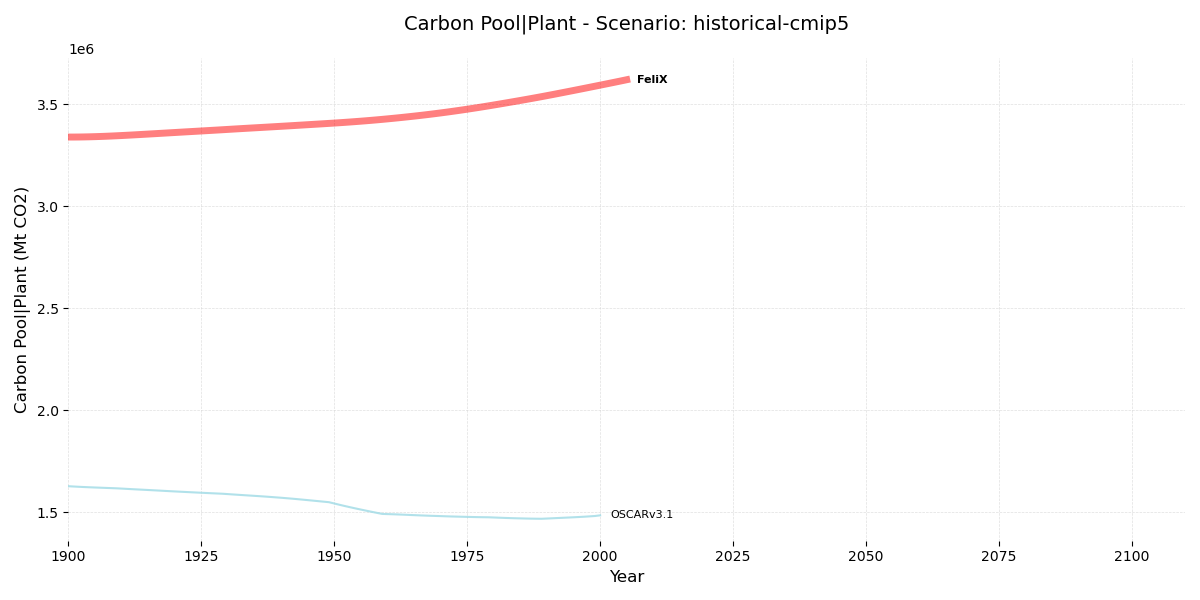 Carbon Pool|Plant - Scenario: historical-cmip5
1e6
3.5
3.0
2.5
2.0
1.5
Carbon Pool|Plant (Mt CO2)
FeliX
OSCARv3.1
1900 1925 1950 1975 2000 2025 2050 2075 2100
Year